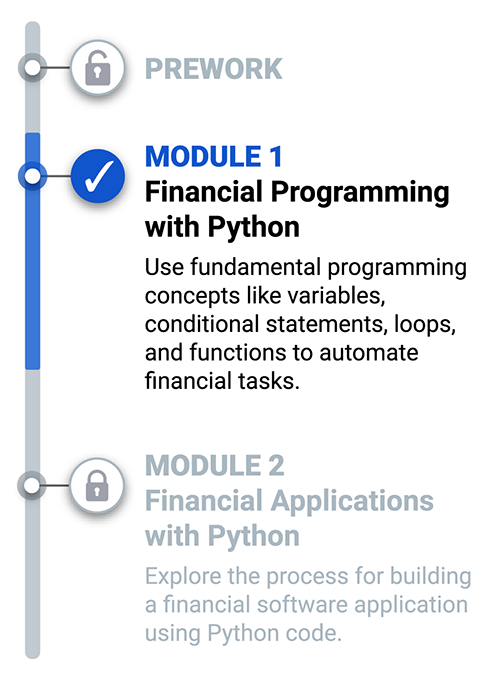 PREWORK
MODULE 1
Financial Programming
with Python
Use fundamental programming
concepts like variables,
conditional statements, loops,
and functions to automate
financial tasks.
MODULE 2
Financial Applications
with Python
Explore the process for building
a financial software application
using Python code.